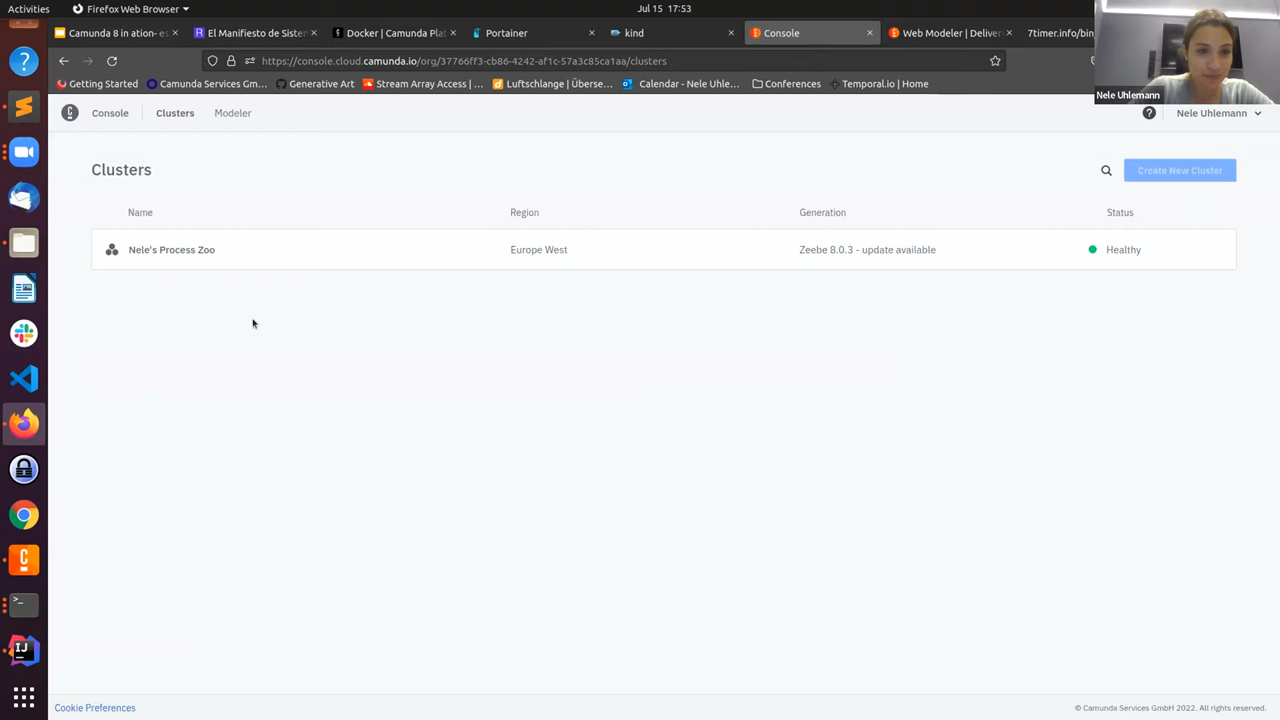 Activities
Firefox Web Browser
Jul 15 17:53
Camunda 8 in ation- es
El Manifiesto de Sister
Docker | Camunda Plat
Portainer
kind
Console
Web Modeler | Deliver
7timer.info/bin
https://console.cloud.camunda.io/org/37766ff3-cb86-4242-af1c-57a3c85ca1aa/clusters
Getting Started
Camunda Services Gm...
Generative Art
Stream Array Access | ...
Luftschlange | Überse...
Calendar - Nele Uhle...
Conferences
Temporal.io | Home
Nele Uhlemann
Console
Clusters
Modeler
Nele Uhlemann
Clusters
Create New Cluster
Name
Region
Generation
Status
Nele's Process Zoo
Europe West
Zeebe 8.0.3 - update available
Healthy
Cookie Preferences
© Camunda Services GmbH 2022. All rights reserved.